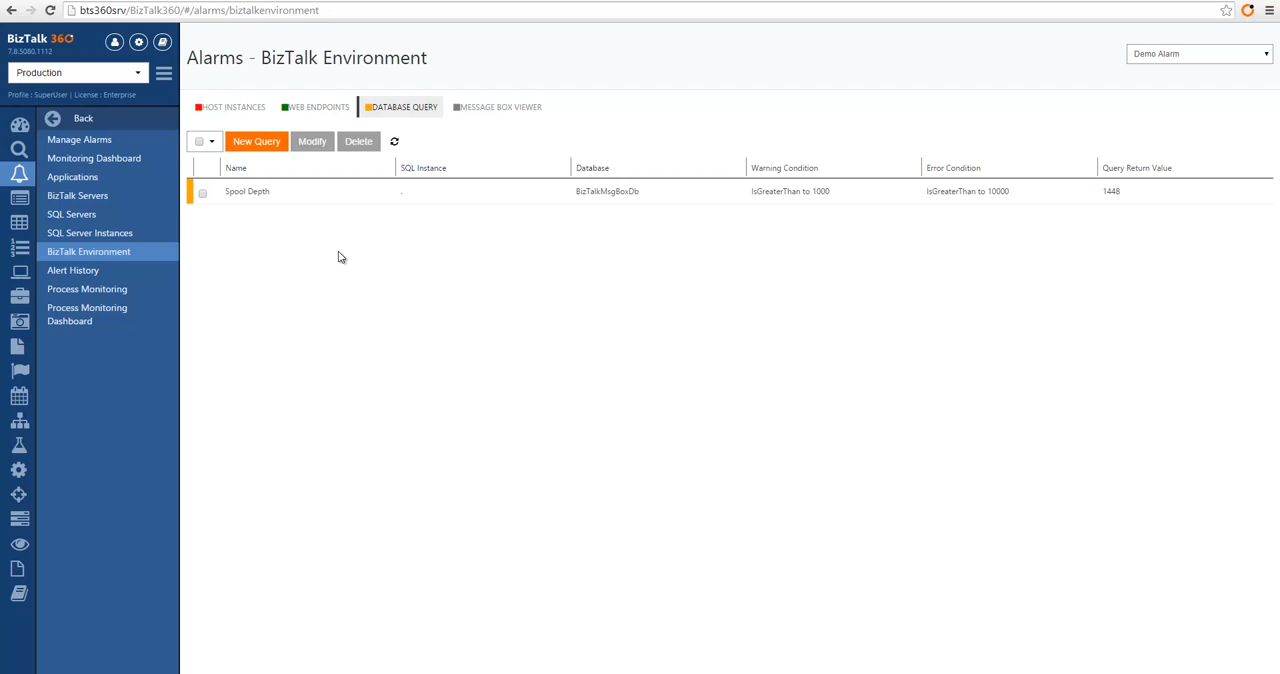 bts360srv/BizTalk360/#/alarms/biztalkenvironment
BizTalk 360
7.8.5080.1112
Production
Profile : SuperUser | License : Enterprise
Back
Manage Alarms
Monitoring Dashboard
Applications
BizTalk Servers
SQL Servers
SQL Server Instances
BizTalk Environment
Alert History
Process Monitoring
Process Monitoring
Dashboard
Alarms - BizTalk Environment
Demo Alarm
HOST INSTANCES WEB ENDPOINTS DATABASE QUERY MESSAGE BOX VIEWER
New Query Modify Delete
Name SQL Instance Database Warning Condition Error Condition Query Return Value
Spool Depth . BizTalkMsgBoxDb IsGreaterThan to 1000 IsGreaterThan to 10000 1448